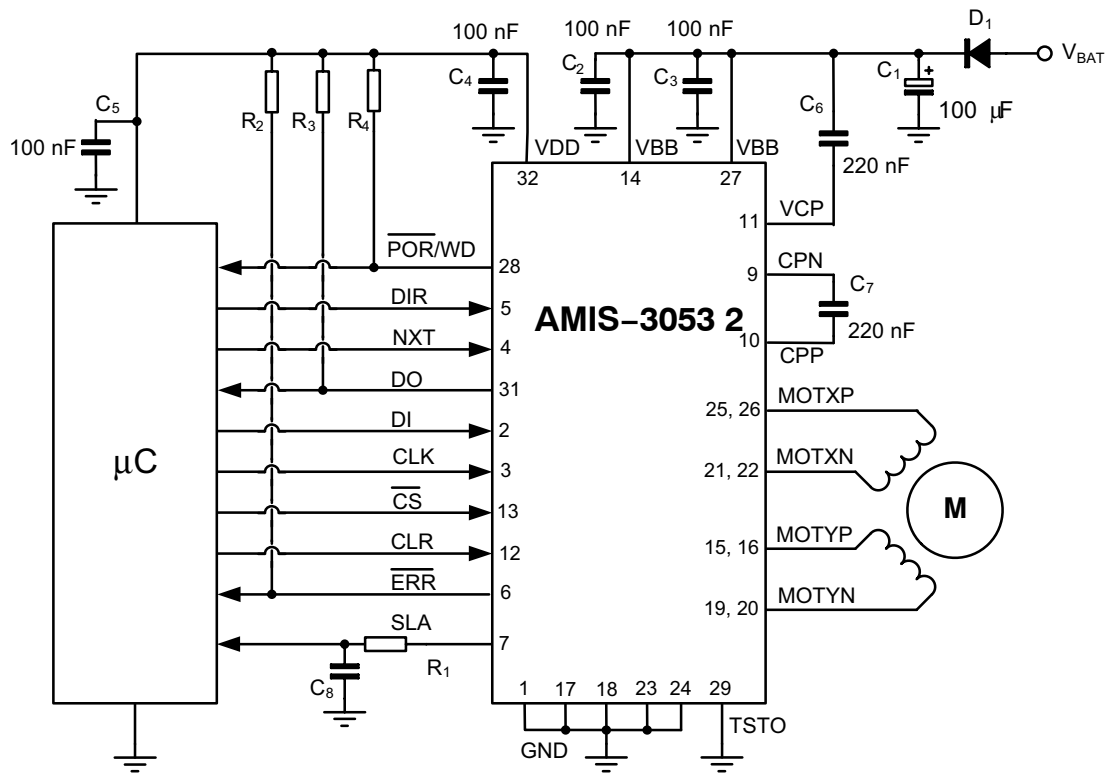 100 nF
100 nF
100 nF
D1
VBAT
C5
C4
C2
C3
C1
+
100 μF
R2
R3
R4
C6
100 nF
VDD
VBB
VBB
220 nF
32
14
27
11
VCP
POR/WD
28
9
CPN
DIR
5
C7
AMIS–3053 2
NXT
4
10
220 nF
CPP
DO
31
MOTXP
25, 26
DI
2
μC
CLK
3
21, 22
MOTXN
CS
13
M
CLR
12
15, 16
MOTYP
ERR
6
19, 20
MOTYN
SLA
7
R1
C8
1
17
18
23
24
29
TSTO
GND